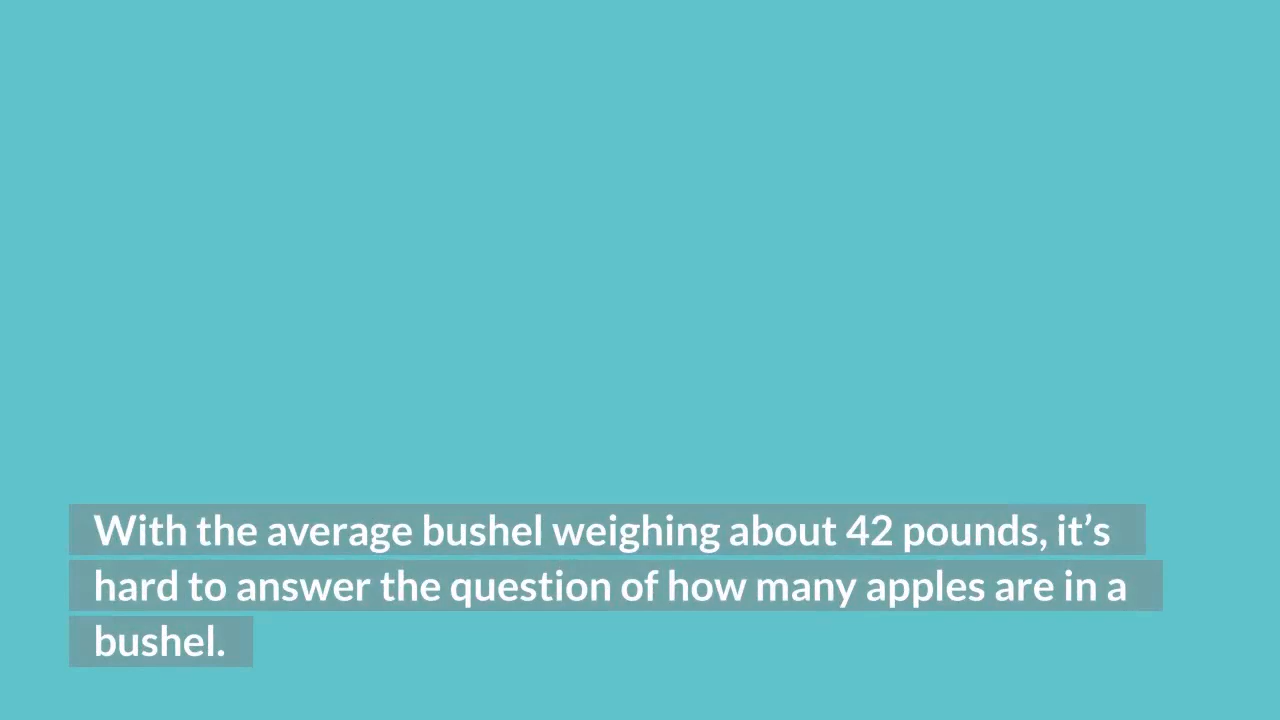 With the average bushel weighing about 42 pounds, it’s
hard to answer the question of how many apples are in a
bushel.